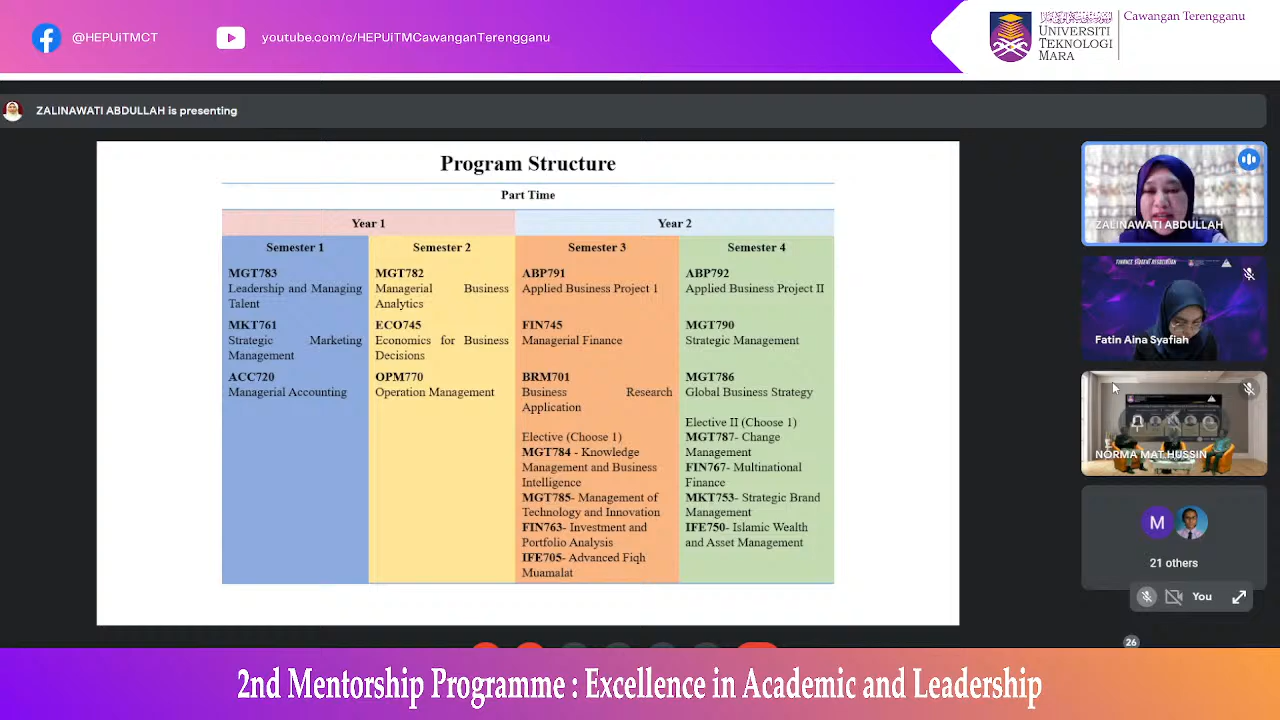 @HEPUiTMCT
youtube.com/c/HEPUiTMCawanganTerengganu
UNIVERSITI
TEKNOLOGI
MARA
Cawangan Terengganu
ZALINAWATI ABDULLAH is presenting
Program Structure
Part Time
Year 1
Year 2
Semester 1
Semester 2
Semester 3
Semester 4
MGT783
Leadership and Managing
Talent
MKT761
Strategic Marketing
Management
ACC720
Managerial Accounting
MGT782
Managerial Business
Analytics
ECO745
Economics for Business
Decisions
OPM770
Operation Management
ABP791
Applied Business Project 1
FIN745
Managerial Finance
BRM701
Business Research
Application
Elective (Choose 1)
MGT784 - Knowledge
Management and Business
Intelligence
MGT785- Management of
Technology and Innovation
FIN763- Investment and
Portfolio Analysis
IFE705- Advanced Fiqh
Muamalat
ABP792
Applied Business Project II
MGT790
Strategic Management
MGT786
Global Business Strategy
Elective II (Choose 1)
MGT787- Change
Management
FIN767- Multinational
Finance
MKT753- Strategic Brand
Management
IFE750- Islamic Wealth
and Asset Management
ZALINAWATI ABDULLAH
FINANCE STUDENT ASSOCIATION
Fatin Aina Syafiah
NORMA MAT HUSSIN
M
21 others
You
26
2nd Mentorship Programme : Excellence in Academic and Leadership